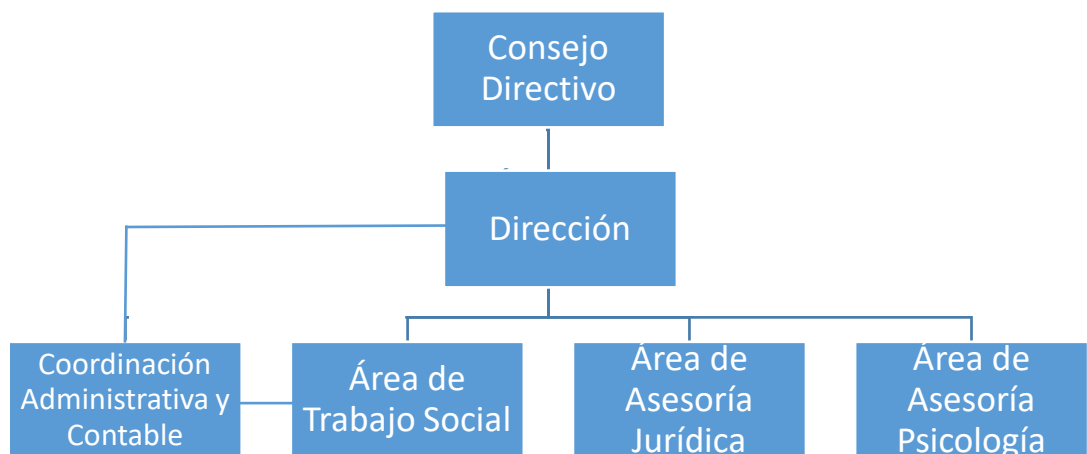 Consejo
Directivo
Dirección
Coordinación
Administrativa y
Contable
Área de
Trabajo Social
Área de
Asesoría
Jurídica
Área de
Asesoría
Psicología